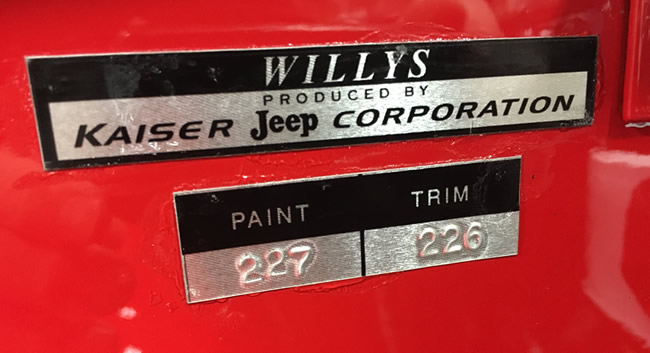 WILLYS
PRODUCED BY
KAISER Jeep CORPORATION
PAINT TRIM
227 226